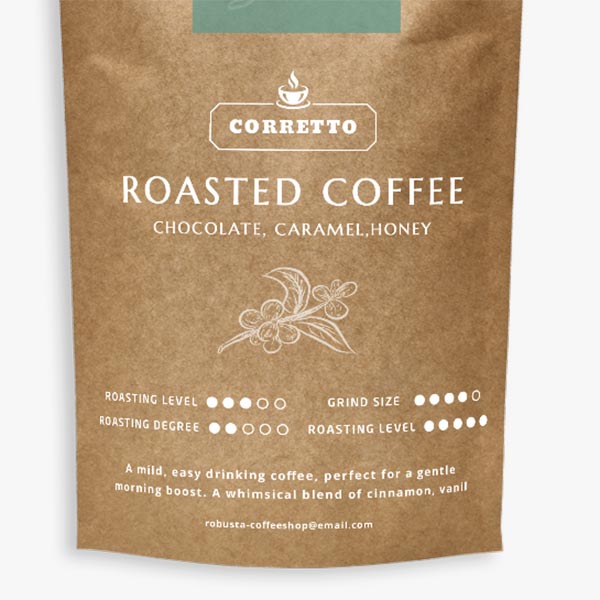 CORRETTO
ROASTED COFFEE
CHOCOLATE, CARAMEL,HONEY
ROASTING LEVEL
GRIND SIZE
ROASTING DEGREE
ROASTING LEVEL
A mild, easy drinking coffee, perfect for a gentle
morning boost. A whimsical blend of cinnamon, vanil
robusta-coffeeshop@email.com